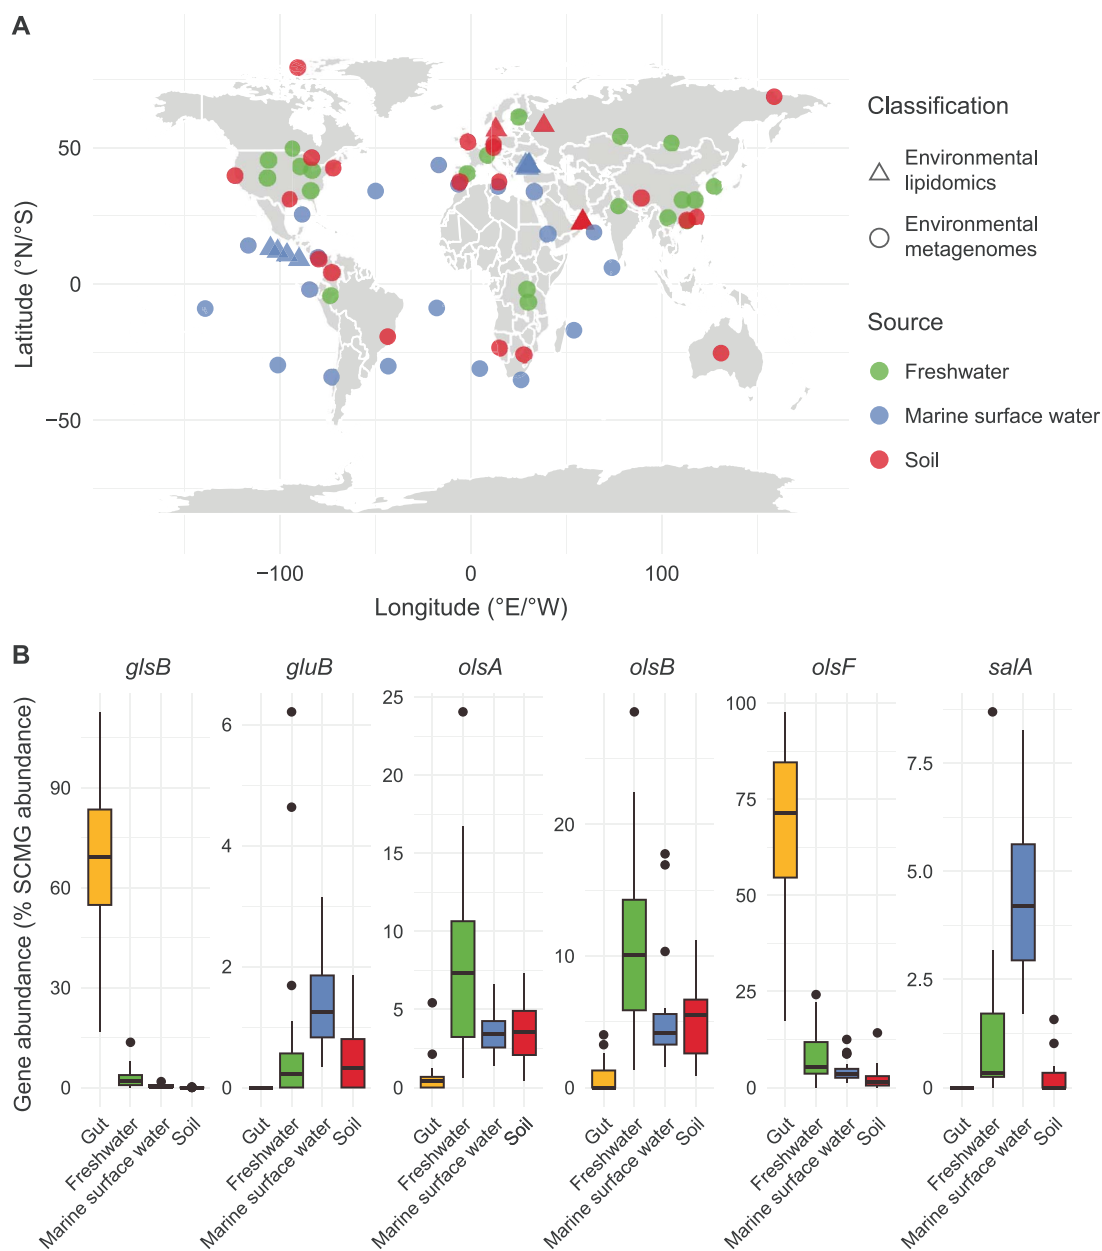 A
Classification
Environmental
lipidomics
Environmental
metagenomes
Source
Freshwater
Marine surface water
Soil
Latitude (°N/°S)
50
0
−50
−100
0
100
Longitude (°E/°W)
B
glsB
gluB
olsA
olsB
olsF
salA
Gene abundance (% SCMG abundance)
90
60
30
0
6
4
2
0
25
20
15
10
5
0
20
10
0
100
75
50
25
0
7.5
5.0
2.5
0
Gut
Freshwater
Marine surface water
Soil
Gut
Freshwater
Marine surface water
Soil
Gut
Freshwater
Marine surface water
Soil
Gut
Freshwater
Marine surface water
Soil
Gut
Freshwater
Marine surface water
Soil
Gut
Freshwater
Marine surface water
Soil